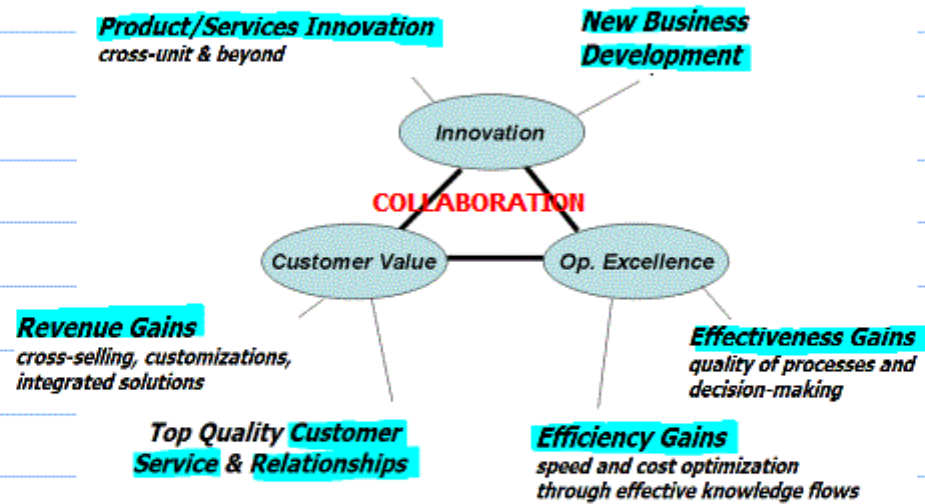 Product/Services Innovation
cross-unit & beyond
New Business
Development
Innovation
COLLABORATION
Customer Value
Op. Excellence
Revenue Gains
cross-selling, customizations,
integrated solutions
Effectiveness Gains
quality of processes and
decision-making
Top Quality Customer
Service & Relationships
Efficiency Gains
speed and cost optimization
through effective knowledge flows